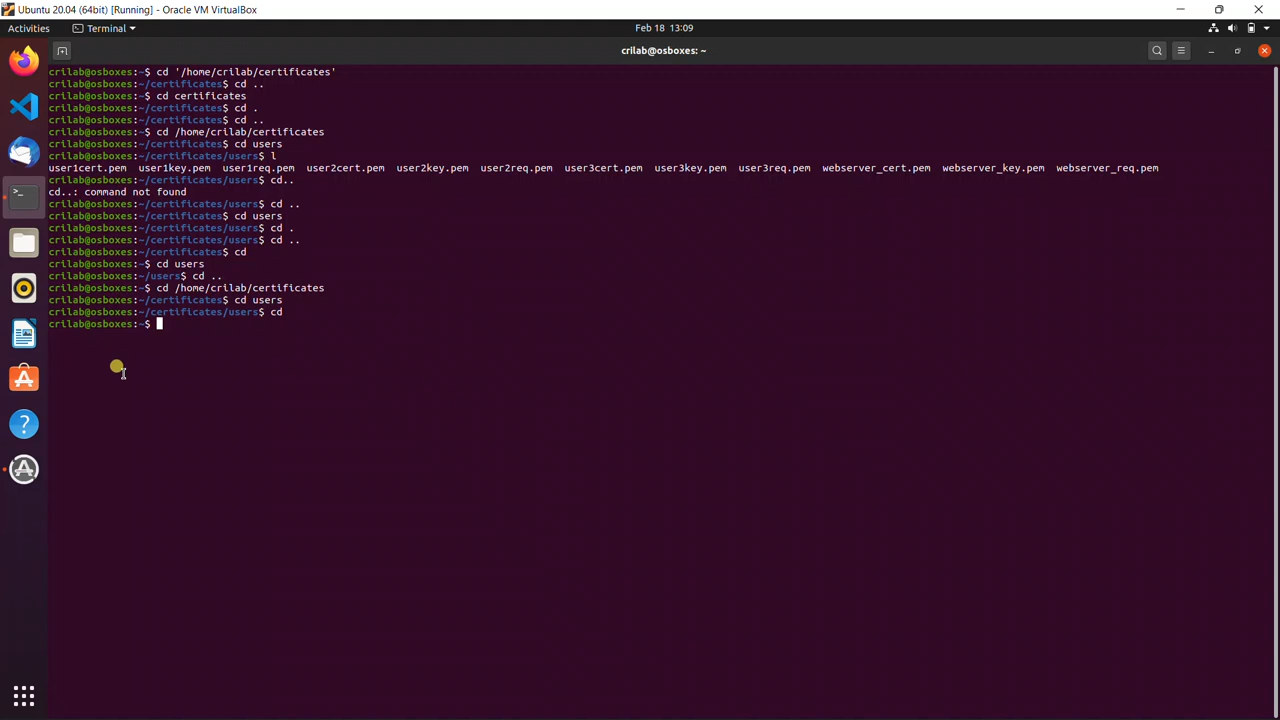 Ubuntu 20.04 (64bit) [Running] - Oracle VM VirtualBox
Activities Terminal Feb 18 13:09
crilab@osboxes: ~
crilab@osboxes:~$ cd '/home/crilab/certificates'
crilab@osboxes:~/certificates$ cd ..
crilab@osboxes:~$ cd certificates
crilab@osboxes:~/certificates$ cd .
crilab@osboxes:~/certificates$ cd ..
crilab@osboxes:~$ cd /home/crilab/certificates
crilab@osboxes:~/certificates$ cd users
crilab@osboxes:~/certificates/users$ l
user1cert.pem user1key.pem user1req.pem user2cert.pem user2key.pem user2req.pem user3cert.pem user3key.pem user3req.pem webserver_cert.pem webserver_key.pem webserver_req.pem
crilab@osboxes:~/certificates/users$ cd..
cd..: command not found
crilab@osboxes:~/certificates/users$ cd ..
crilab@osboxes:~/certificates$ cd users
crilab@osboxes:~/certificates/users$ cd .
crilab@osboxes:~/certificates/users$ cd ..
crilab@osboxes:~/certificates$ cd
crilab@osboxes:~$ cd users
crilab@osboxes:~/users$ cd ..
crilab@osboxes:~$ cd /home/crilab/certificates
crilab@osboxes:~/certificates$ cd users
crilab@osboxes:~/certificates/users$ cd
crilab@osboxes:~$